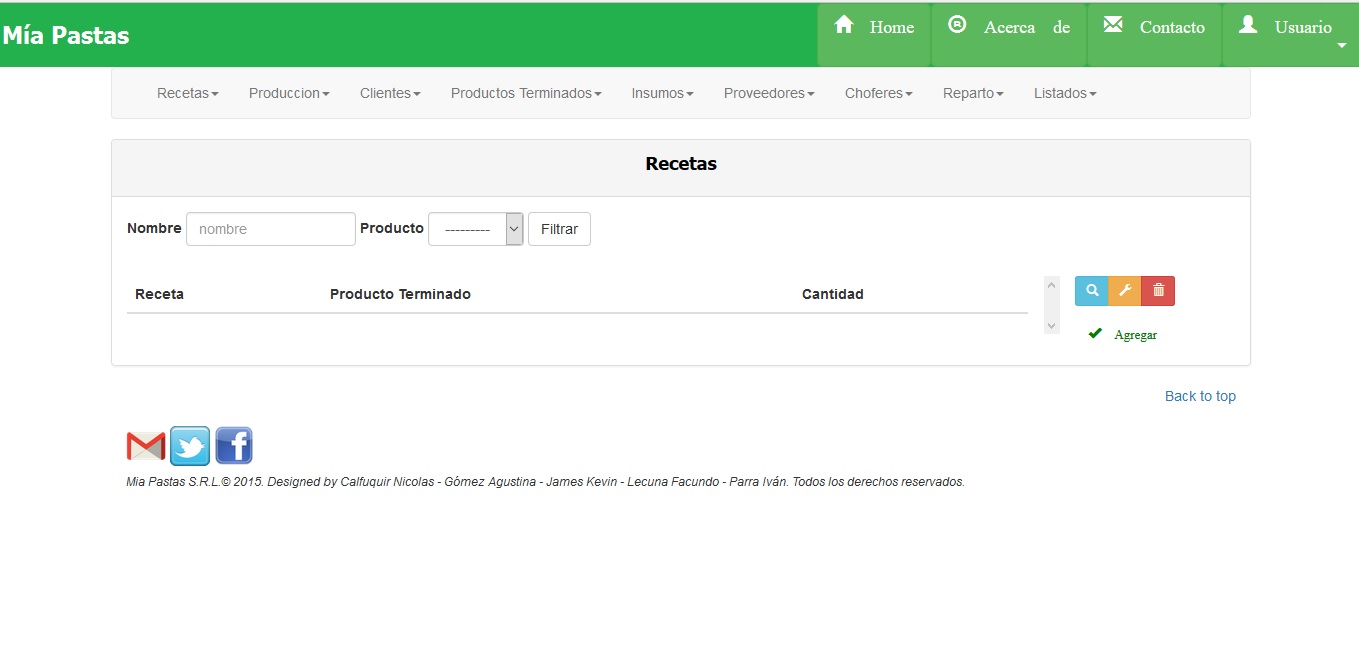 Mía Pastas Home ® Acerca de Contacto Usuario
Recetas Produccion Clientes Productos Terminados Insumos Proveedores Choferes Reparto Listados
Recetas
Nombre nombre Producto --------- Filtrar
Receta Producto Terminado Cantidad
Agregar
Back to top
Mia Pastas S.R.L.© 2015. Designed by Calfuquir Nicolas - Gómez Agustina - James Kevin - Lecuna Facundo - Parra Iván. Todos los derechos reservados.